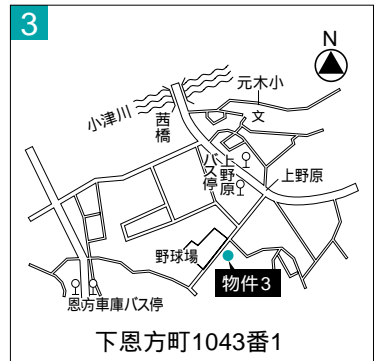 3
N
元木小
文
小津川
茜橋
上野原バス停
上野原
野球場
物件3
恩方車庫バス停
下恩方町1043番1